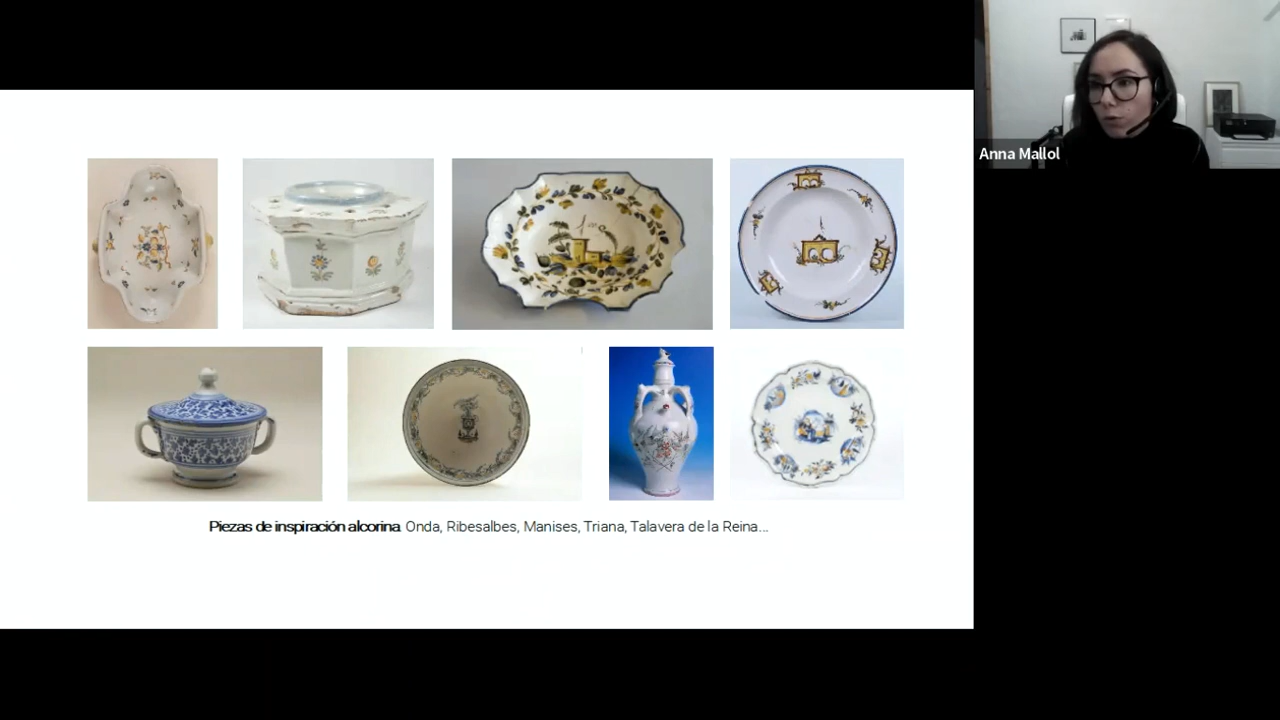 Anna Mallol
Piezas de inspiración alcorina. Onda, Ribesalbes, Manises, Triana, Talavera de la Reina...